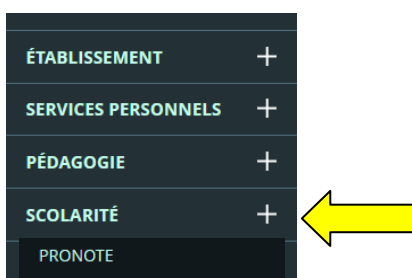 ÉTABLISSEMENT +
SERVICES PERSONNELS +
PÉDAGOGIE +
SCOLARITÉ +
PRONOTE